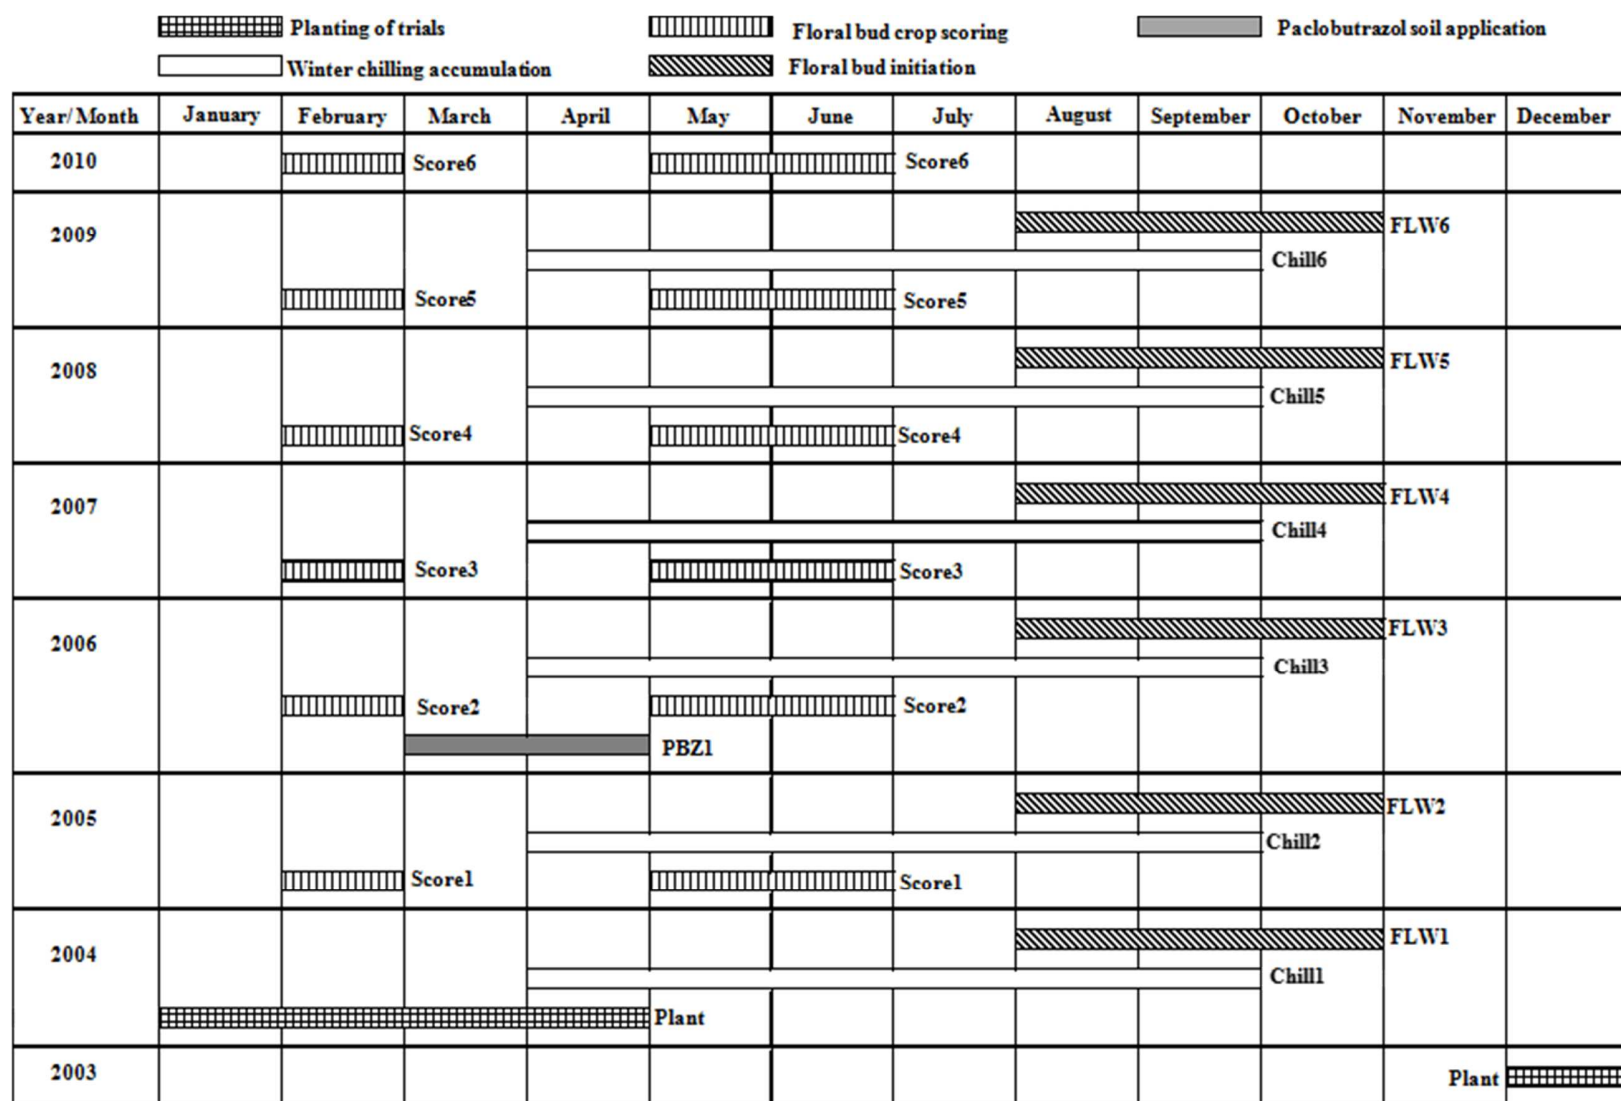 Planting of trials Floral bud crop scoring Paclobutrazol soil application
Winter chilling accumulation Floral bud initiation
Year/Month January February March April May June July August September October November December
2010 Score6 Score6
FLW6
2009
Chill6
Score5 Score5
FLW5
2008
Chill5
Score4 Score4
FLW4
2007
Chill4
Score3 Score3
FLW3
2006
Chill3
Score2 Score2
PBZ1
FLW2
2005
Chill2
Score1 Score1
FLW1
2004
Chill1
Plant
2003
Plant